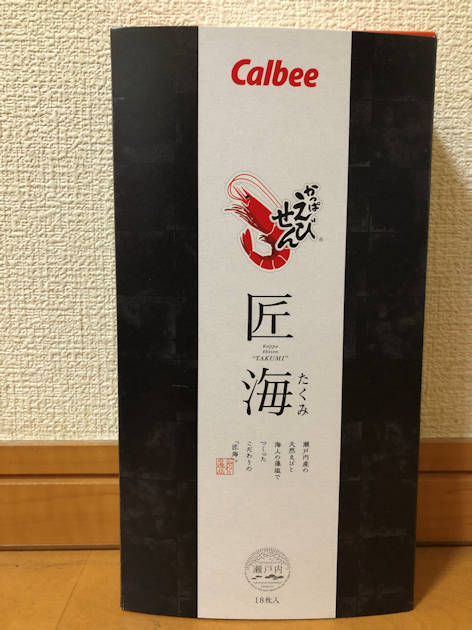 Calbee
かっぱ
えび
せん
®
匠
Kappa
Ebisen
"TAKUMI"
海
たくみ
瀬戸内産の
天然えびと
海人の藻塩で
つくった
こだわりの
「匠海」。
瀬戸内
18枚入